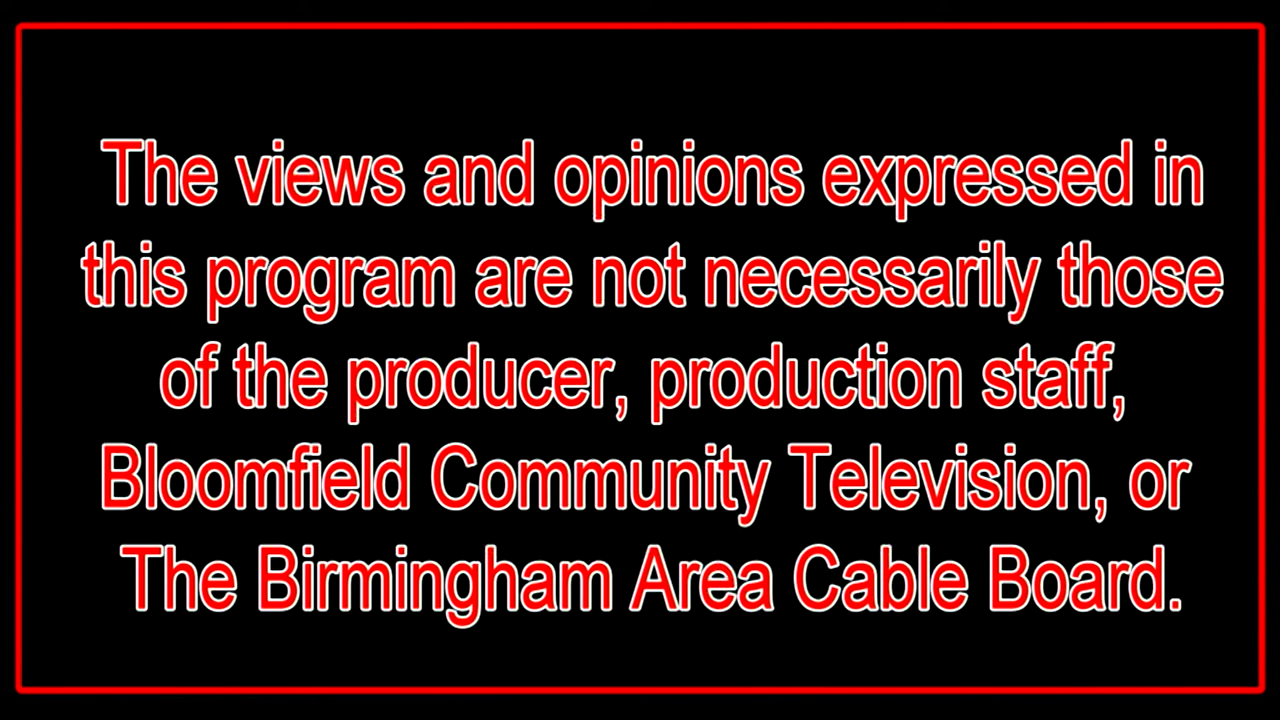 The views and opinions expressed in
this program are not necessarily those
of the producer, production staff,
Bloomfield Community Television, or
The Birmingham Area Cable Board.